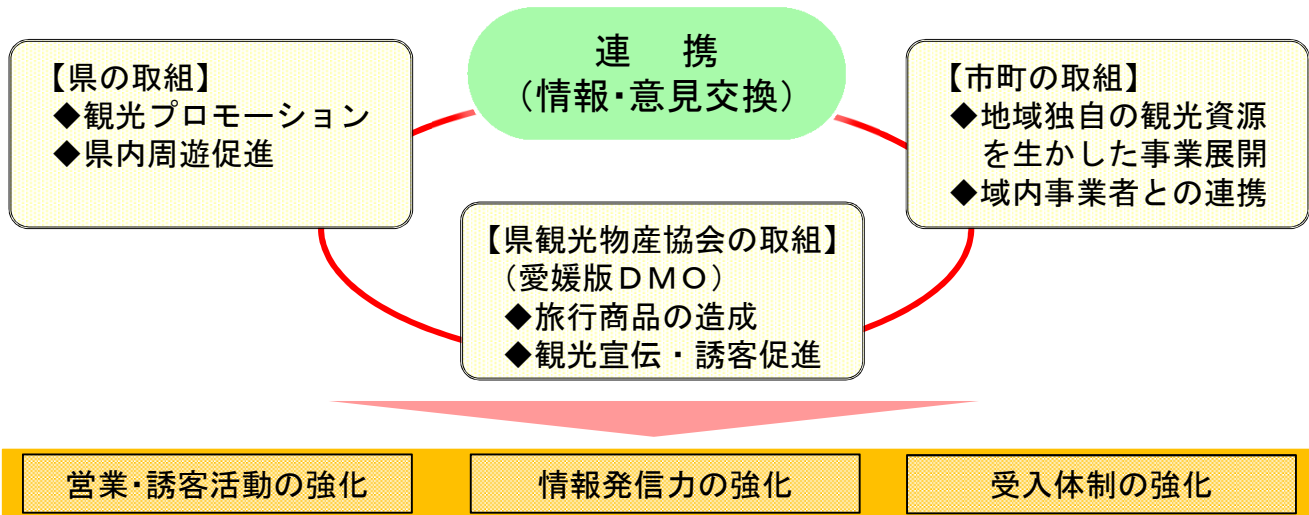 連　携
（情報・意見交換）
【県の取組】
◆観光プロモーション
◆県内周遊促進
【市町の取組】
◆地域独自の観光資源
を生かした事業展開
◆域内事業者との連携
【県観光物産協会の取組】
（愛媛版ＤＭＯ）
◆旅行商品の造成
◆観光宣伝・誘客促進
営業・誘客活動の強化
情報発信力の強化
受入体制の強化